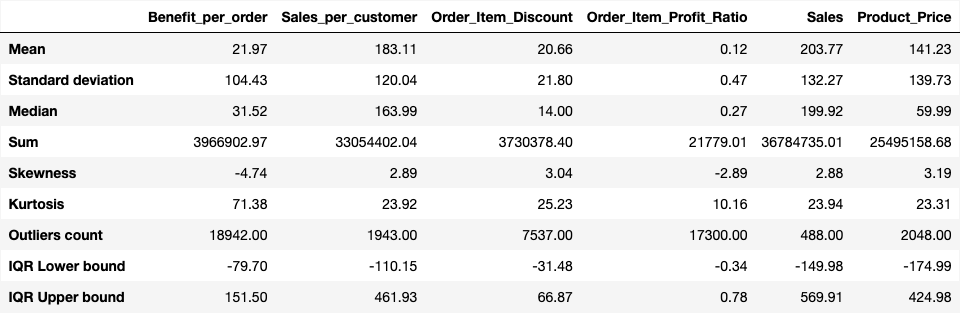 Benefit_per_order Sales_per_customer Order_Item_Discount Order_Item_Profit_Ratio Sales Product_Price
Mean 21.97 183.11 20.66 0.12 203.77 141.23
Standard deviation 104.43 120.04 21.80 0.47 132.27 139.73
Median 31.52 163.99 14.00 0.27 199.92 59.99
Sum 3966902.97 33054402.04 3730378.40 21779.01 36784735.01 25495158.68
Skewness -4.74 2.89 3.04 -2.89 2.88 3.19
Kurtosis 71.38 23.92 25.23 10.16 23.94 23.31
Outliers count 18942.00 1943.00 7537.00 17300.00 488.00 2048.00
IQR Lower bound -79.70 -110.15 -31.48 -0.34 -149.98 -174.99
IQR Upper bound 151.50 461.93 66.87 0.78 569.91 424.98